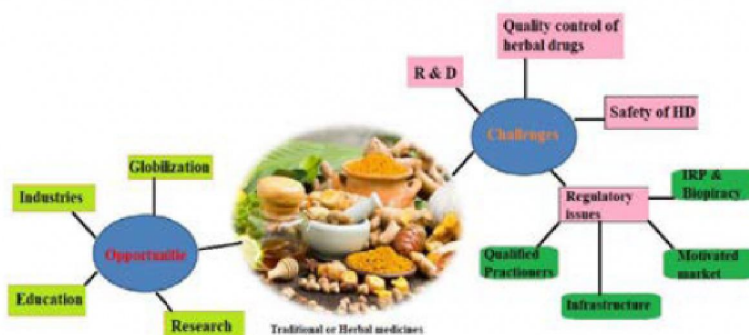 Quality control of
herbal drugs
R & D
Safety of HD
Challenges
Globilization
IRP &
Biopiracy
Industries
Regulatory
issues
Opportunitie
Qualified
Practioners
Motivated
market
Education
Infrastructure
Research
Traditional or Herbal medicines